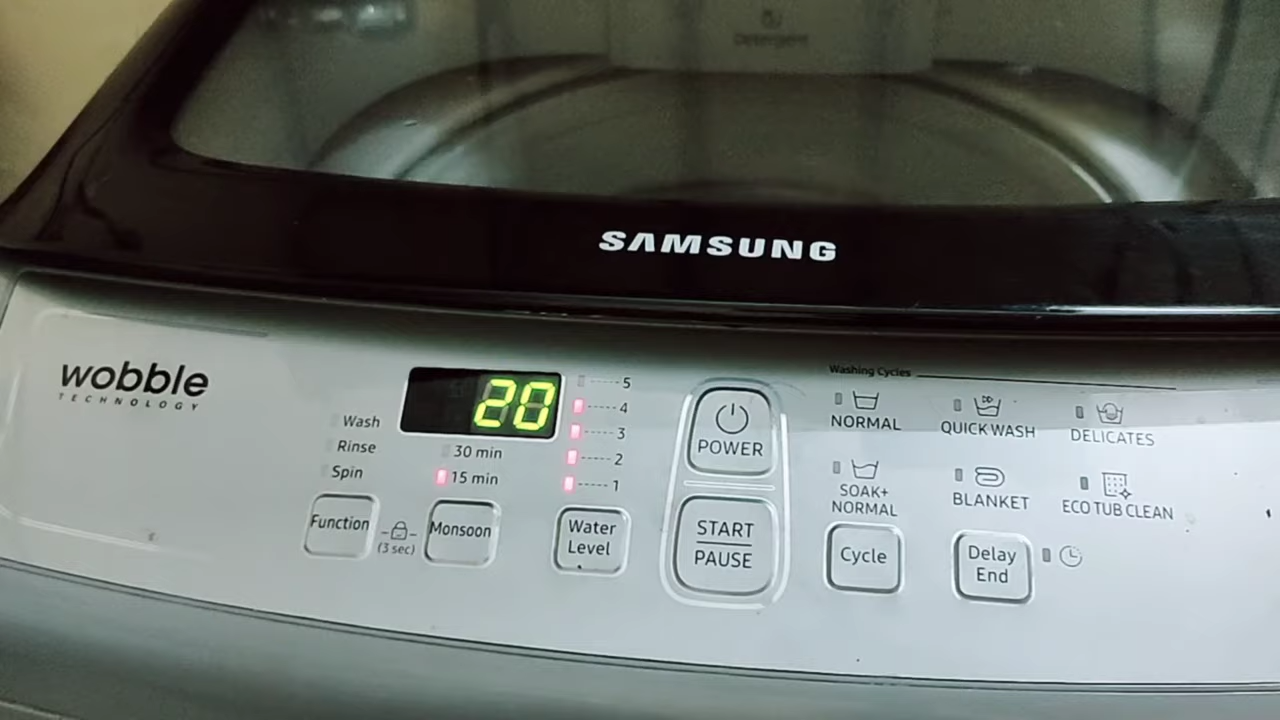 Detergent
SAMSUNG
wobble
TECHNOLOGY
20
5
4
3
2
1
Wash
Rinse
Spin
30 min
15 min
Function
(3 sec)
Monsoon
Water
Level
POWER
START
PAUSE
Washing Cycles
NORMAL
QUICK WASH
DELICATES
SOAK+
NORMAL
BLANKET
ECO TUB CLEAN
Cycle
Delay
End